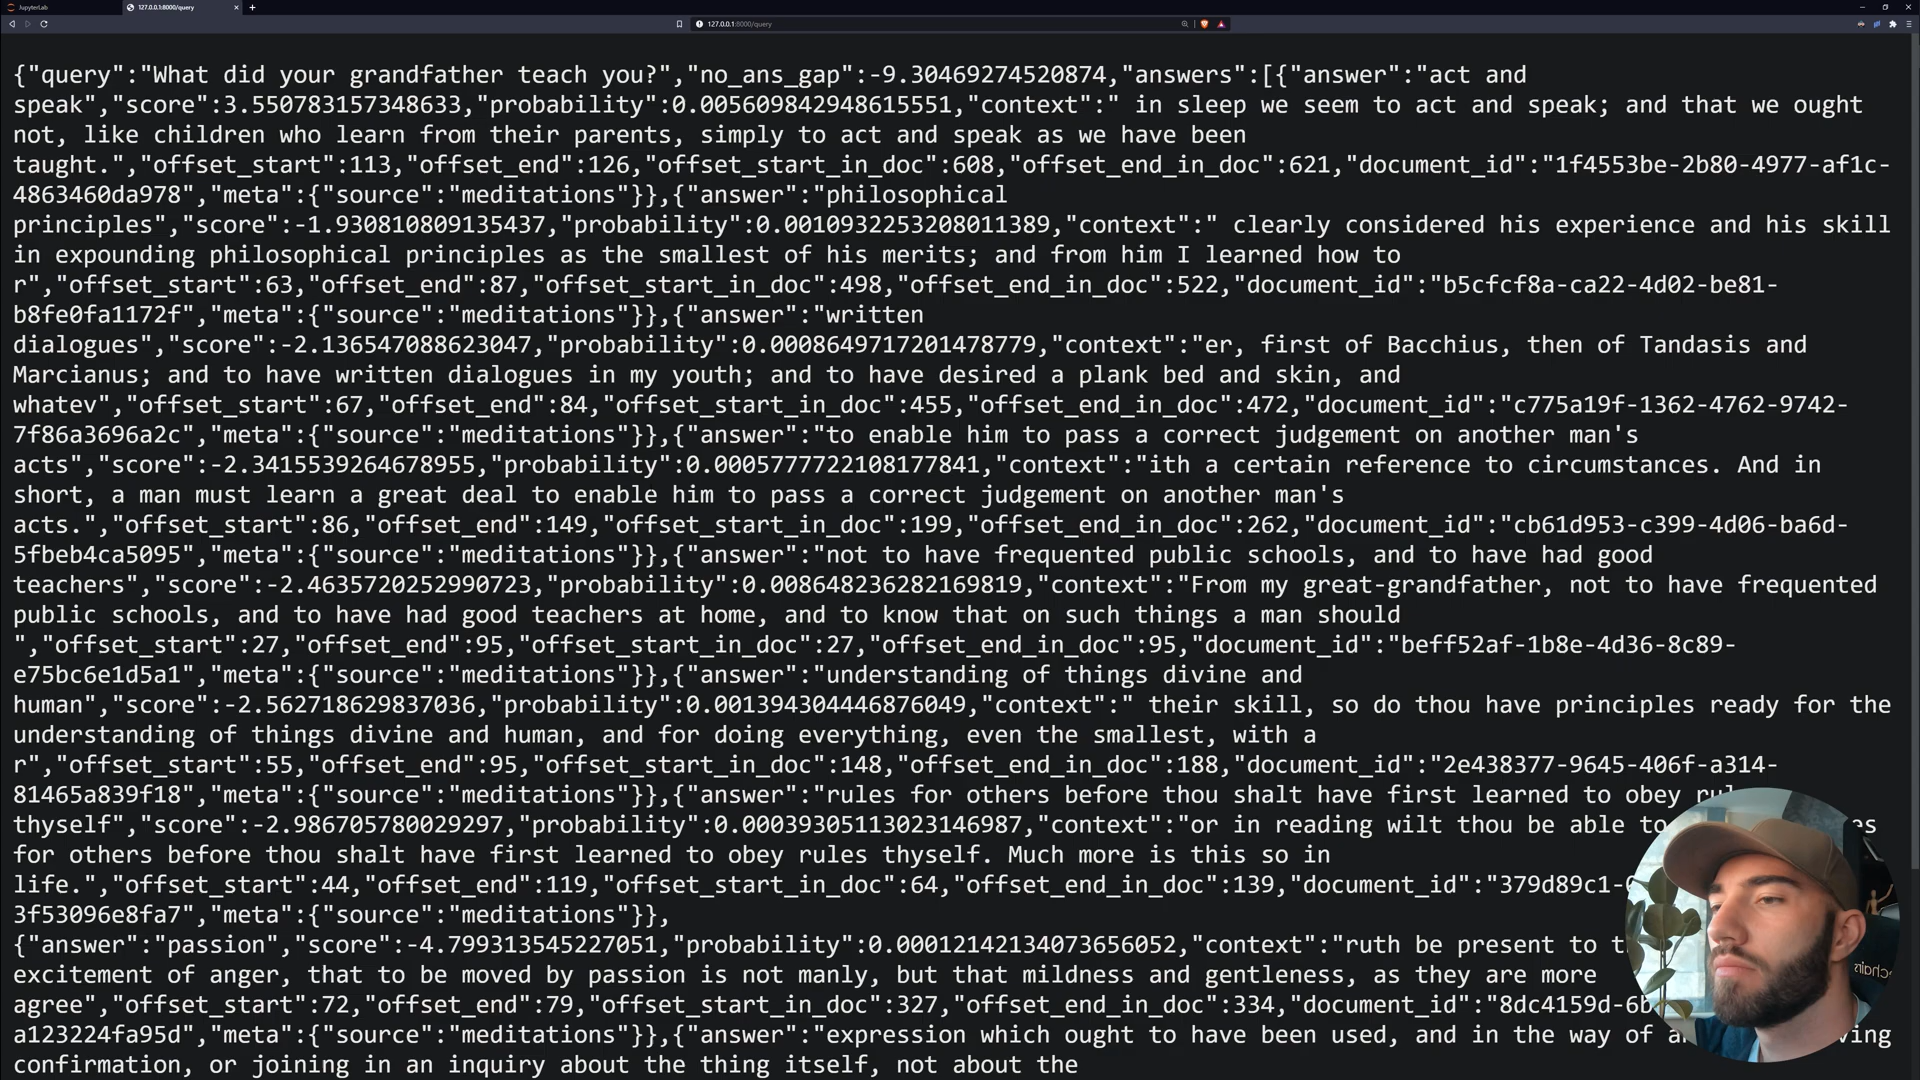 JupyterLab
127.0.0.1:8000/query
127.0.0.1:8000/query
{"query":"What did your grandfather teach you?","no_ans_gap":-9.30469274520874,"answers":[{"answer":"act and
speak","score":3.550783157348633,"probability":0.005609842948615551,"context":" in sleep we seem to act and speak; and that we ought
not, like children who learn from their parents, simply to act and speak as we have been
taught.","offset_start":113,"offset_end":126,"offset_start_in_doc":608,"offset_end_in_doc":621,"document_id":"1f4553be-2b80-4977-af1c-
4863460da978","meta":{"source":"meditations"}},{"answer":"philosophical
principles","score":-1.930810809135437,"probability":0.0010932253208011389,"context":" clearly considered his experience and his skill
in expounding philosophical principles as the smallest of his merits; and from him I learned how to
r","offset_start":63,"offset_end":87,"offset_start_in_doc":498,"offset_end_in_doc":522,"document_id":"b5cfcf8a-ca22-4d02-be81-
b8fe0fa1172f","meta":{"source":"meditations"}},{"answer":"written
dialogues","score":-2.136547088623047,"probability":0.0008649717201478779,"context":"er, first of Bacchius, then of Tandasis and
Marcianus; and to have written dialogues in my youth; and to have desired a plank bed and skin, and
whatev","offset_start":67,"offset_end":84,"offset_start_in_doc":455,"offset_end_in_doc":472,"document_id":"c775a19f-1362-4762-9742-
7f86a3696a2c","meta":{"source":"meditations"}},{"answer":"to enable him to pass a correct judgement on another man's
acts","score":-2.3415539264678955,"probability":0.00057777221081​77841,"context":"ith a certain reference to circumstances. And in
short, a man must learn a great deal to enable him to pass a correct judgement on another man's
acts.","offset_start":86,"offset_end":149,"offset_start_in_doc":199,"offset_end_in_doc":262,"document_id":"cb61d953-c399-4d06-ba6d-
5fbeb4ca5095","meta":{"source":"meditations"}},{"answer":"not to have frequented public schools, and to have had good
teachers","score":-2.4635720252990723,"probability":0.008648236282169819,"context":"From my great-grandfather, not to have frequented
public schools, and to have had good teachers at home, and to know that on such things a man should
","offset_start":27,"offset_end":95,"offset_start_in_doc":27,"offset_end_in_doc":95,"document_id":"beff52af-1b8e-4d36-8c89-
e75bc6e1d5a1","meta":{"source":"meditations"}},{"answer":"understanding of things divine and
human","score":-2.562718629837036,"probability":0.001394304446876049,"context":" their skill, so do thou have principles ready for the
understanding of things divine and human, and for doing everything, even the smallest, with a
r","offset_start":55,"offset_end":95,"offset_start_in_doc":148,"offset_end_in_doc":188,"document_id":"2e438377-9645-406f-a314-
81465a839f18","meta":{"source":"meditations"}},{"answer":"rules for others before thou shalt have first learned to obey
thyself","score":-2.986705780029297,"probability":0.00039305113023146987,"context":"or in reading wilt thou be able to
for others before thou shalt have first learned to obey rules thyself. Much more is this so in
life.","offset_start":44,"offset_end":119,"offset_start_in_doc":64,"offset_end_in_doc":139,"document_id":"379d89c1-
3f53096e8fa7","meta":{"source":"meditations"}},
{"answer":"passion","score":-4.799313545227051,"probability":0.00012142134073656052,"context":"ruth be present to
excitement of anger, that to be moved by passion is not manly, but that mildness and gentleness, as they are more
agree","offset_start":72,"offset_end":79,"offset_start_in_doc":327,"offset_end_in_doc":334,"document_id":"8dc4159d-
a123224fa95d","meta":{"source":"meditations"}},{"answer":"expression which ought to have been used, and in the way of
confirmation, or joining in an inquiry about the thing itself, not about the